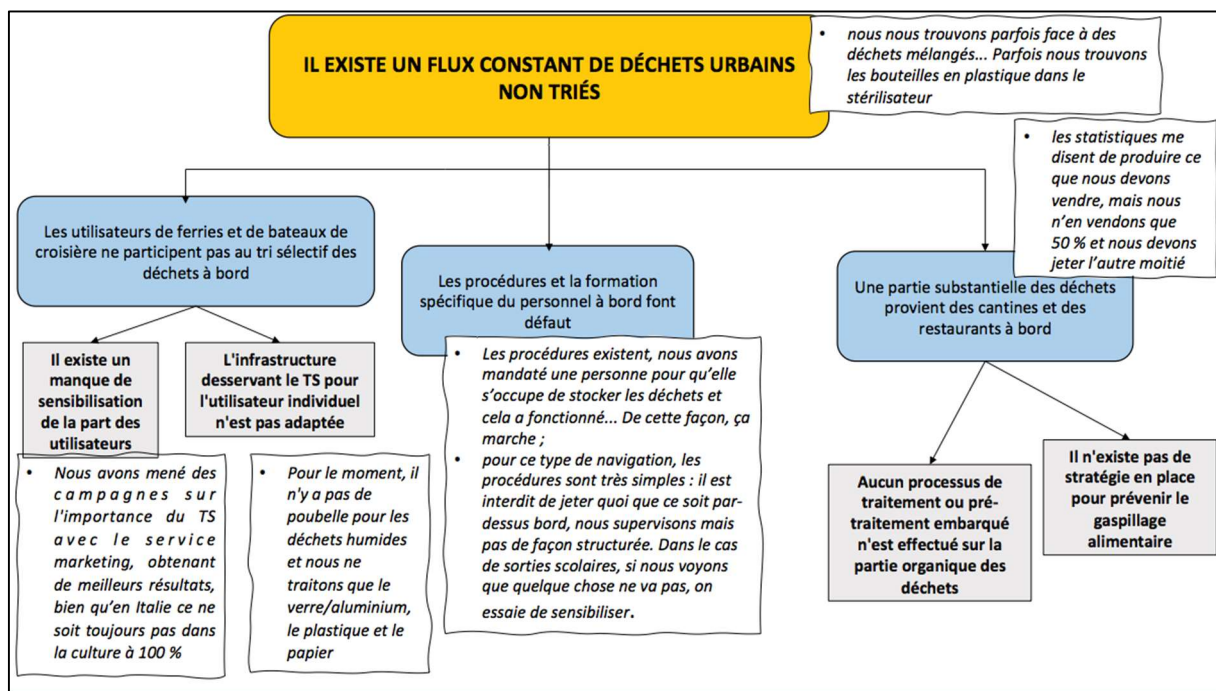 IL EXISTE UN FLUX CONSTANT DE DÉCHETS URBAINS
NON TRIÉS
• nous nous trouvons parfois face à des
déchets mélangés... Parfois nous trouvons
les bouteilles en plastique dans le
stérilisateur
• les statistiques me
disent de produire ce
que nous devons
vendre, mais nous
n'en vendons que
50 % et nous devons
jeter l'autre moitié
Les utilisateurs de ferries et de bateaux de
croisière ne participent pas au tri sélectif des
déchets à bord
Les procédures et la formation
spécifique du personnel à bord font
défaut
Une partie substantielle des déchets
provient des cantines et des
restaurants à bord
Il existe un
manque de
sensibilisation
de la part des
utilisateurs
L'infrastructure
desservant le TS pour
l'utilisateur individuel
n'est pas adaptée
• Nous avons mené des
campagnes sur
l'importance du TS
avec le service
marketing, obtenant
de meilleurs résultats,
bien qu'en Italie ce ne
soit toujours pas dans
la culture à 100 %
• Pour le moment, il
n'y a pas de
poubelle pour les
déchets humides
et nous ne
traitons que le
verre/aluminium,
le plastique et le
papier
• Les procédures existent, nous avons
mandaté une personne pour qu'elle
s'occupe de stocker les déchets et
cela a fonctionné... De cette façon, ça
marche ;
• pour ce type de navigation, les
procédures sont très simples : il est
interdit de jeter quoi que ce soit par-
dessus bord, nous supervisons mais
pas de façon structurée. Dans le cas
de sorties scolaires, si nous voyons
que quelque chose ne va pas, on
essaie de sensibiliser.
Aucun processus de
traitement ou pré-
traitement embarqué
n'est effectué sur la
partie organique des
déchets
Il n'existe pas de
stratégie en place
pour prévenir le
gaspillage
alimentaire